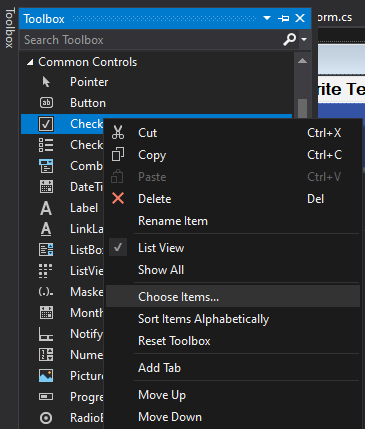 Toolbox
Toolbox
orm.cs
Search Toolbox
Common Controls
rite Te
Pointer
ab
Button
Check
Cut Ctrl+X
Check
Copy Ctrl+C
Comb
Paste Ctrl+V
DateTi
Delete Del
Label
Rename Item
LinkLa
List View
ListBo
Show All
ListVie
Maske
Choose Items...
Month
Sort Items Alphabetically
Notify
Reset Toolbox
Nume
Add Tab
Picture
Progre
Move Up
RadioB
Move Down